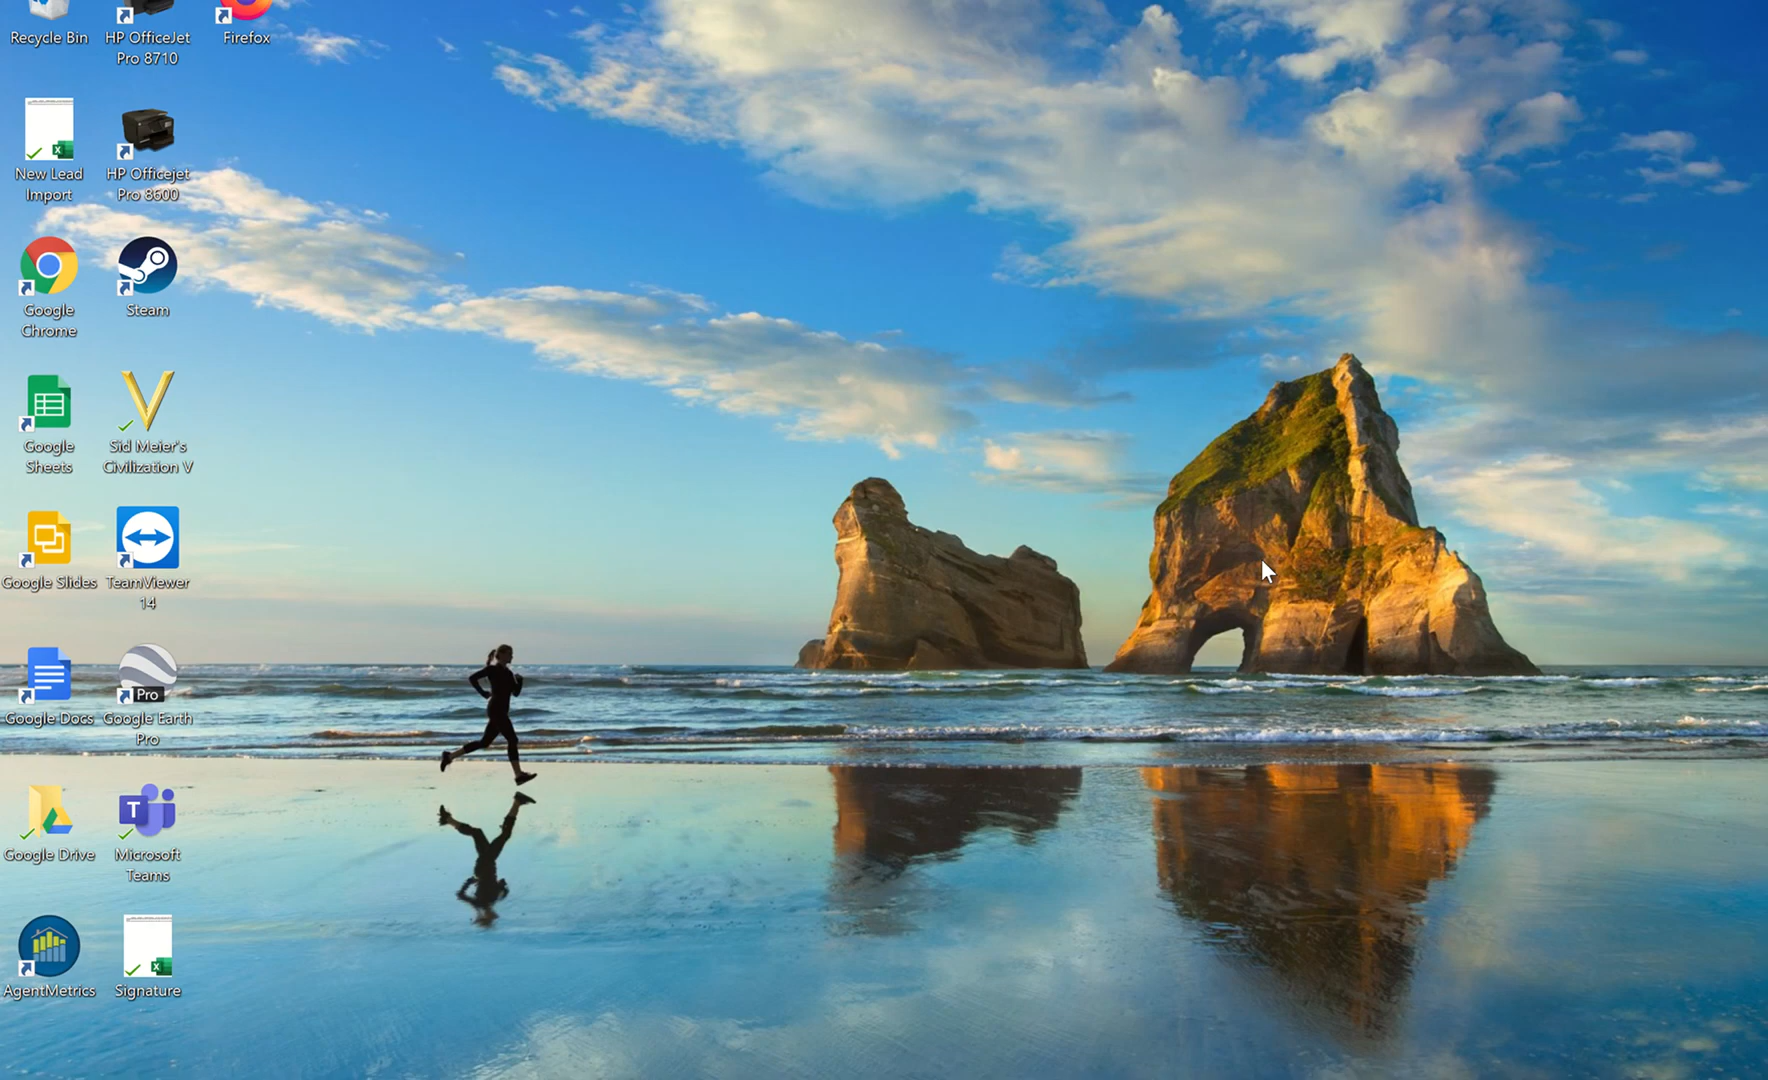 Recycle Bin
HP OfficeJet
Pro 8710
Firefox
New Lead
Import
HP Officejet
Pro 8600
Google
Chrome
Steam
Google
Sheets
Sid Meier's
Civilization V
Google Slides
TeamViewer
14
Google Docs
Pro
Google Earth
Pro
Google Drive
T
Microsoft
Teams
AgentMetrics
Signature